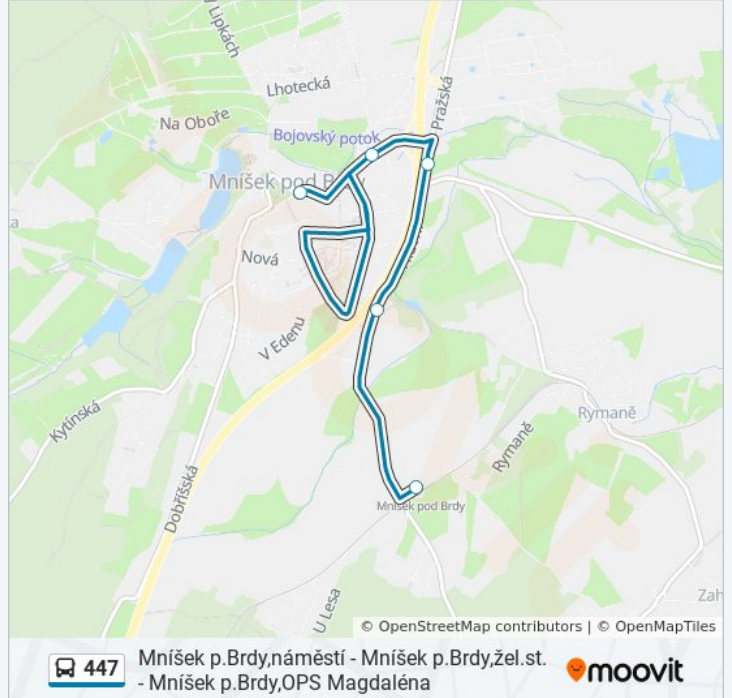 V Lipkách
Lhotecká
Pražská
Na Oboře
Bojovský potok
Mníšek pod Brdy
Nová
V Edenu
Kytínská
Rymaně
Rymaně
Dobříšská
Mníšek pod Brdy
U Lesa
Zah
© OpenStreetMap contributors | © OpenMapTiles
447
Mníšek p.Brdy,náměstí - Mníšek p.Brdy,žel.st.
- Mníšek p.Brdy,OPS Magdaléna
moovit